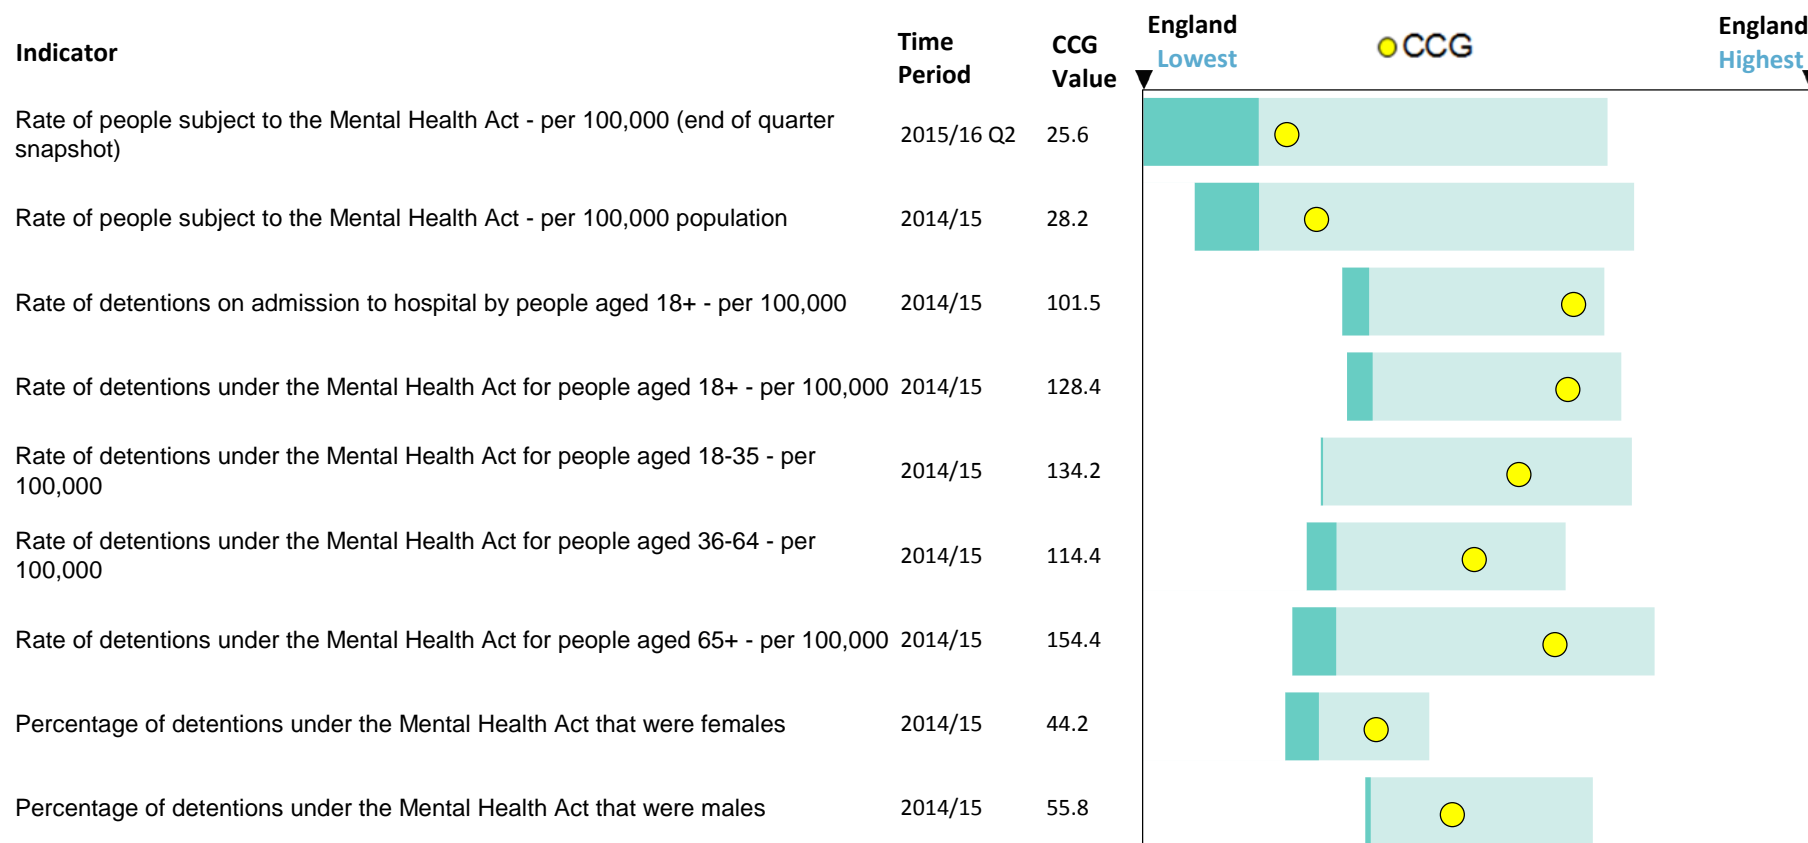 Indicator
Time
Period
CCG
Value
England
Lowest
CCG
England
Highest
Rate of people subject to the Mental Health Act - per 100,000 (end of quarter
snapshot)
2015/16 Q2
25.6
Rate of people subject to the Mental Health Act - per 100,000 population
2014/15
28.2
Rate of detentions on admission to hospital by people aged 18+ - per 100,000
2014/15
101.5
Rate of detentions under the Mental Health Act for people aged 18+ - per 100,000
2014/15
128.4
Rate of detentions under the Mental Health Act for people aged 18-35 - per
100,000
2014/15
134.2
Rate of detentions under the Mental Health Act for people aged 36-64 - per
100,000
2014/15
114.4
Rate of detentions under the Mental Health Act for people aged 65+ - per 100,000
2014/15
154.4
Percentage of detentions under the Mental Health Act that were females
2014/15
44.2
Percentage of detentions under the Mental Health Act that were males
2014/15
55.8